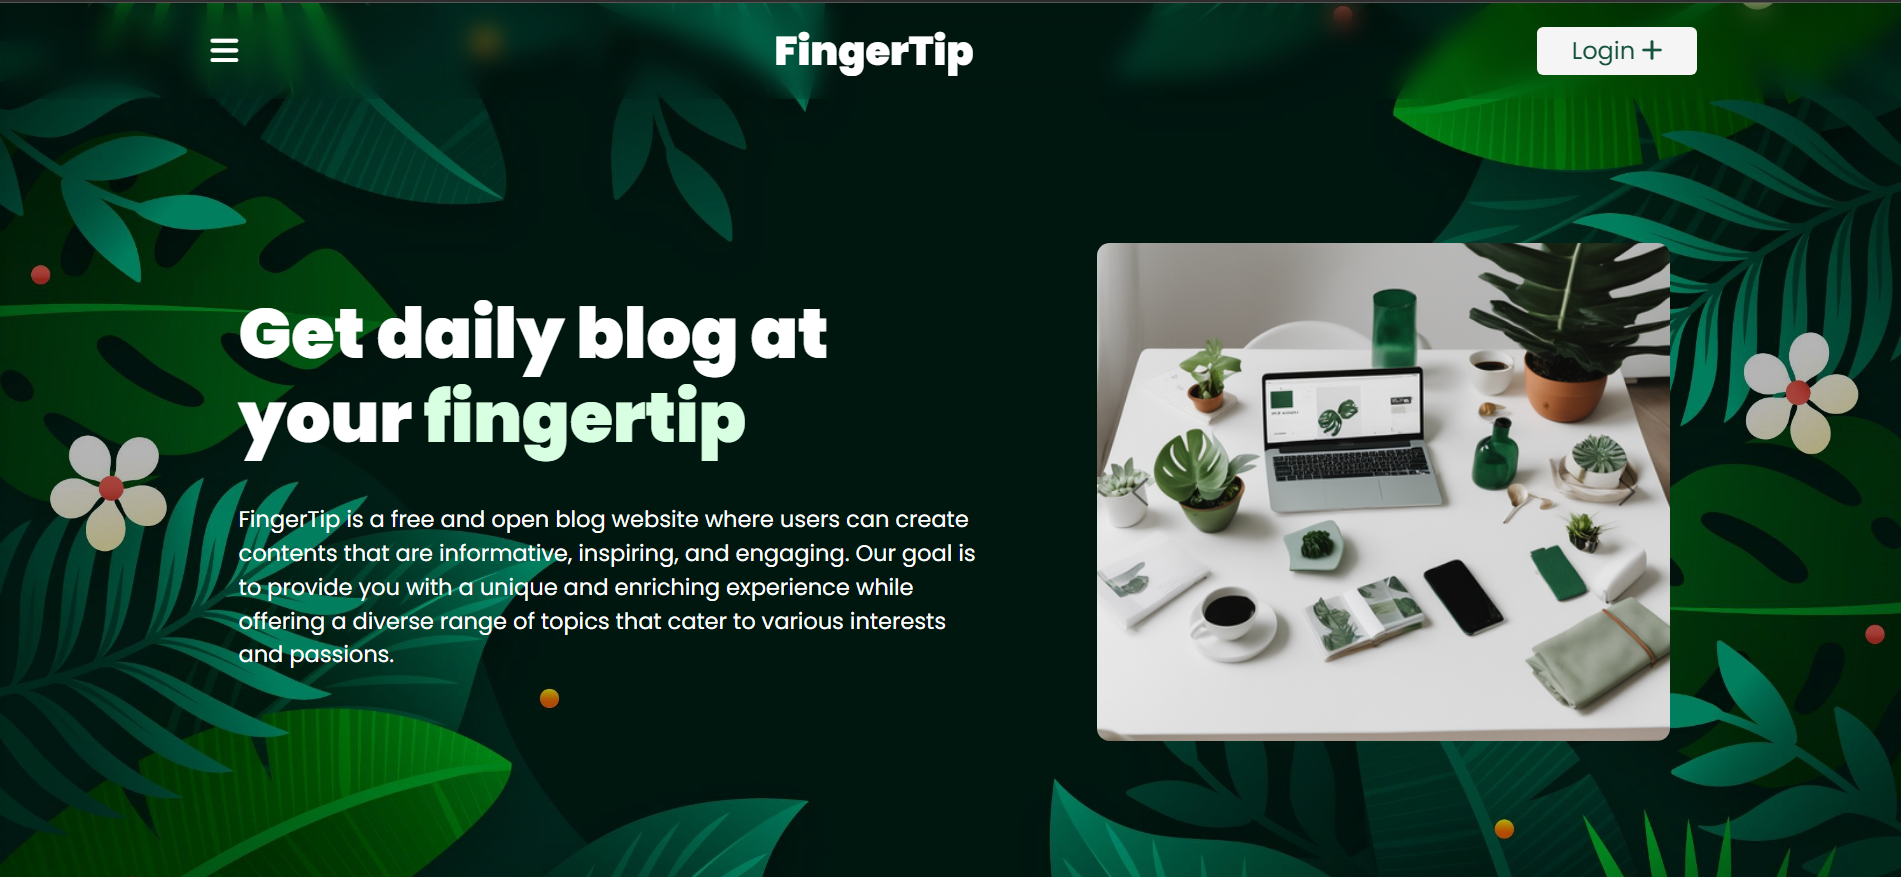 FingerTip
Login
Get daily blog at
your fingertip
FingerTip is a free and open blog website where users can create
contents that are informative, inspiring, and engaging. Our goal is
to provide you with a unique and enriching experience while
offering a diverse range of topics that cater to various interests
and passions.